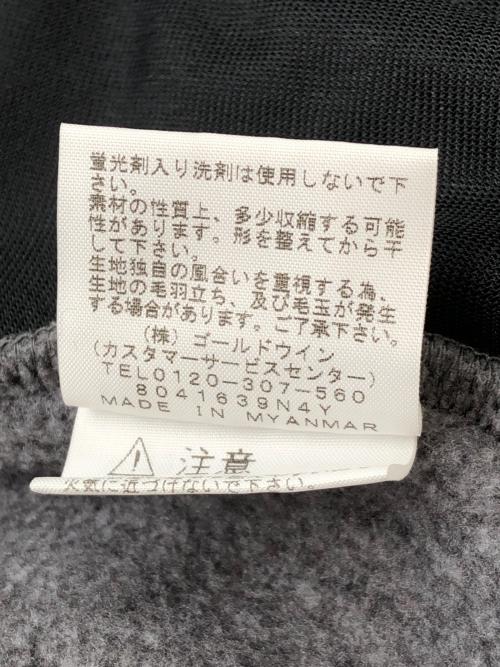 蛍光剤入り洗剤は使用しないで下
さい。
素材の性質上、多少収縮する可能
性があります。形を整えてから干
して下さい。
生地独自の風合いを重視する為、
生地の毛羽立ち、及び毛玉が発生
する場合があります。ご了承下さい。
(株)ゴールドウイン
(カスタマーサービスセンター)
TEL0120-307-560
8041639N4Y
MADE IN MYANMAR
注意
火気に近づけないで下さい。